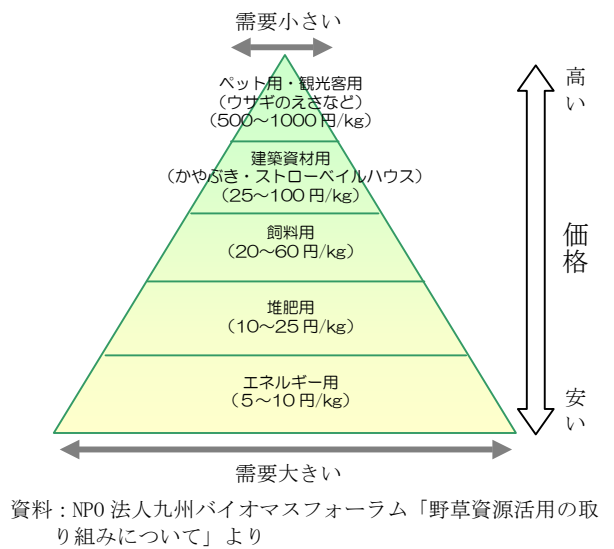 需要小さい
ペット用・観光客用
（ウサギのえさなど）
（500～1000円/kg）
建築資材用
（かやぶき・ストローベイルハウス）
（25～100円/kg）
飼料用
（20～60円/kg）
堆肥用
（10～25円/kg）
エネルギー用
（5～10円/kg）
高い
価格
安い
需要大きい
資料：NPO法人九州バイオマスフォーラム「野草資源活用の取
り組みについて」より